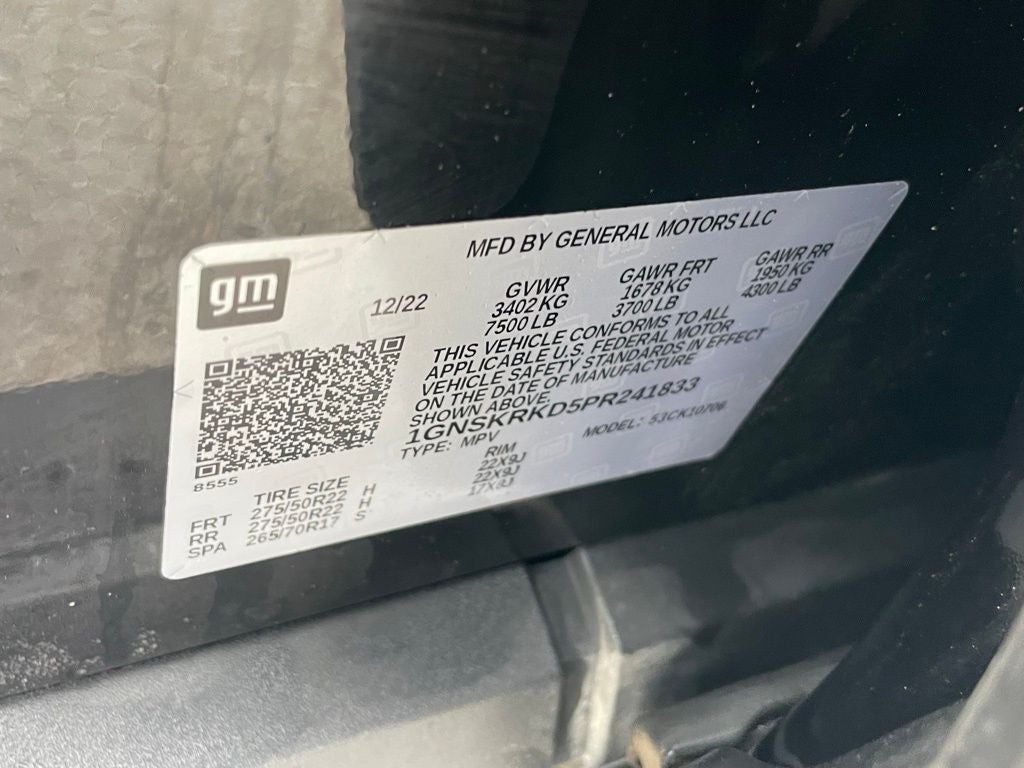 MFD BY GENERAL MOTORS LLC
gm
12/22
GVWR GAWR FRT GAWR RR
3402 KG 1678 KG 1950 KG
7500 LB 3700 LB 4300 LB
THIS VEHICLE CONFORMS TO ALL
APPLICABLE U.S. FEDERAL MOTOR
VEHICLE SAFETY STANDARDS IN EFFECT
ON THE DATE OF MANUFACTURE
SHOWN ABOVE.
1GNSKRKD5PR241833
TYPE: MPV MODEL: 53CK10706
8555
TIRE SIZE RIM
FRT 275/50R22 H 22X9J
RR 275/50R22 H 22X9J
SPA 265/70R17 S 17X8J